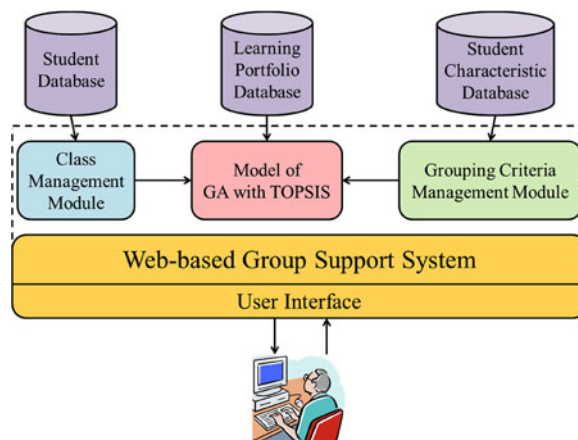 Student
Database
Learning
Portfolio
Database
Student
Characteristic
Database
Class
Management
Module
Model of
GA with TOPSIS
Grouping Criteria
Management Module
Web-based Group Support System
User Interface